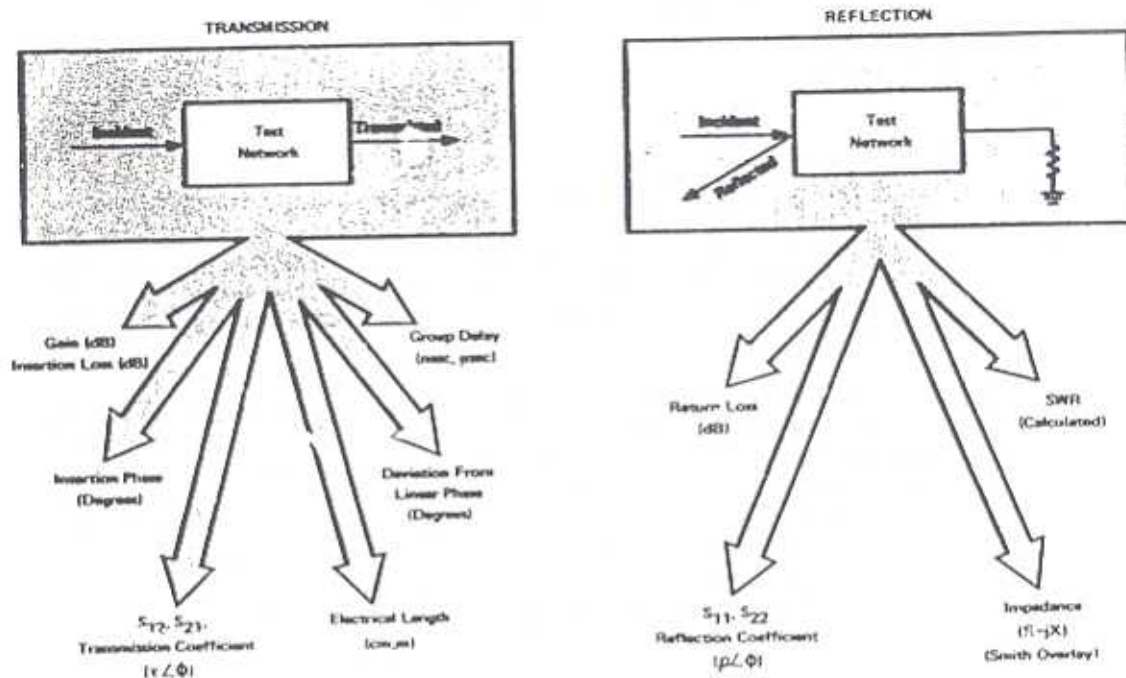 TRANSMISSION
Incident
Test
Network
Transmitted
Gain (dB)
Insertion Loss (dB)
Group Delay
Insertion Phase
(Degrees)
Deviation From
Linear Phase
(Degrees)
S12, S21,
Transmission Coefficient
(τ∠Φ)
Electrical Length
(cm,m)
REFLECTION
Incident
Reflected
Test
Network
Return Loss
(dB)
SWR
(Calculated)
S11, S22
Reflection Coefficient
(ρ∠Φ)
Impedance
(Smith Overlay)